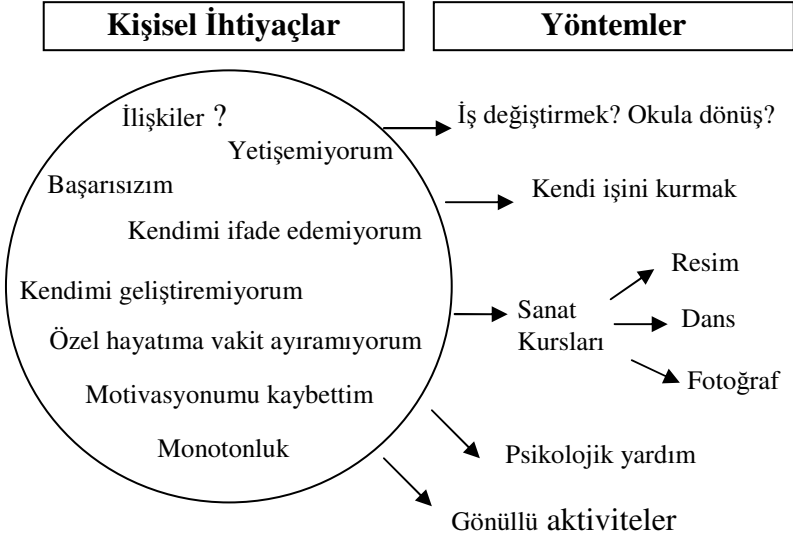 Kişisel İhtiyaçlar
Yöntemler
İlişkiler ?
Yetişemiyorum
Başarısızım
Kendimi ifade edemiyorum
Kendimi geliştiremiyorum
Özel hayatıma vakit ayıramıyorum
Motivasyonumu kaybettim
Monotonluk
İş değiştirmek? Okula dönüş?
Kendi işini kurmak
Sanat
Kursları
Resim
Dans
Fotoğraf
Psikolojik yardım
Gönüllü aktiviteler